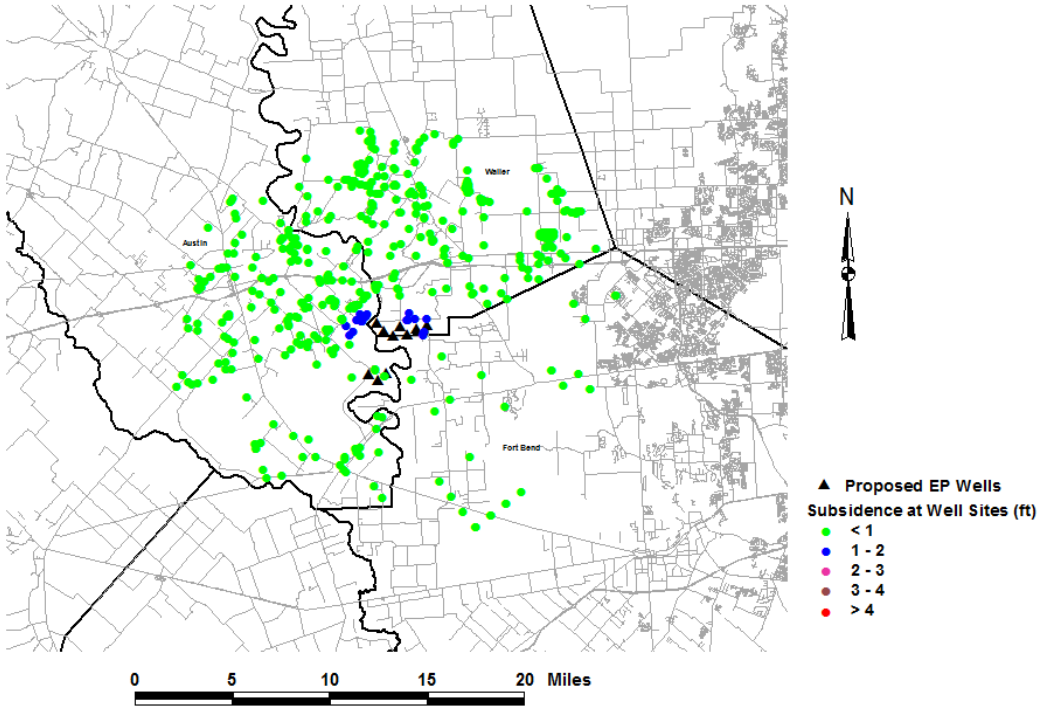 Waller
N
Austin
Fort Bend
Proposed EP Wells
Subsidence at Well Sites (ft)
< 1
1 - 2
2 - 3
3 - 4
> 4
0 5 10 15 20 Miles